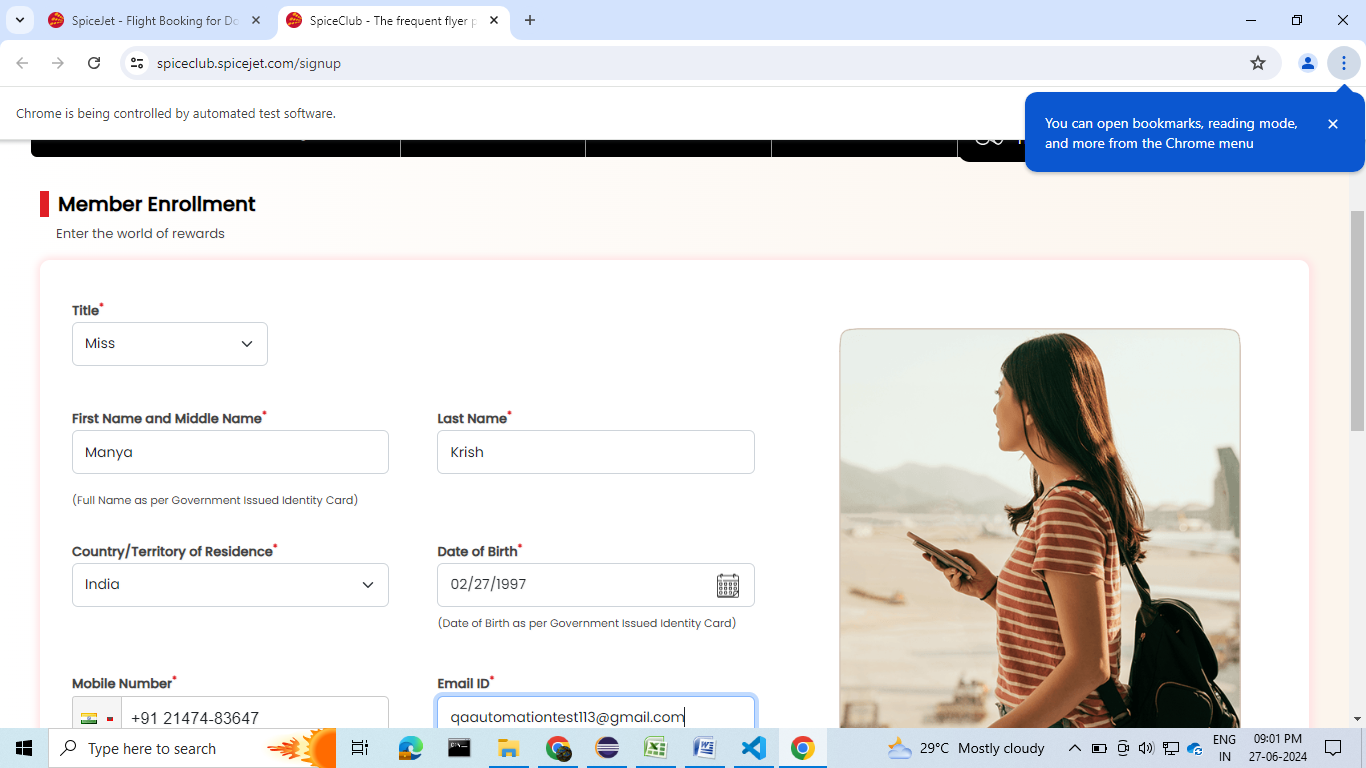 SpiceJet - Flight Booking for Do
SpiceClub - The frequent flyer p
spiceclub.spicejet.com/signup
Chrome is being controlled by automated test software.
You can open bookmarks, reading mode,
and more from the Chrome menu
Member Enrollment
Enter the world of rewards
Title*
Miss
First Name and Middle Name*
Last Name*
Manya
Krish
(Full Name as per Government Issued Identity Card)
Country/Territory of Residence*
Date of Birth*
India
02/27/1997
(Date of Birth as per Government Issued Identity Card)
Mobile Number*
Email ID*
+91 21474-83647
qaautomationtest113@gmail.com
Type here to search
29°C Mostly cloudy
ENG
IN
09:01 PM
27-06-2024